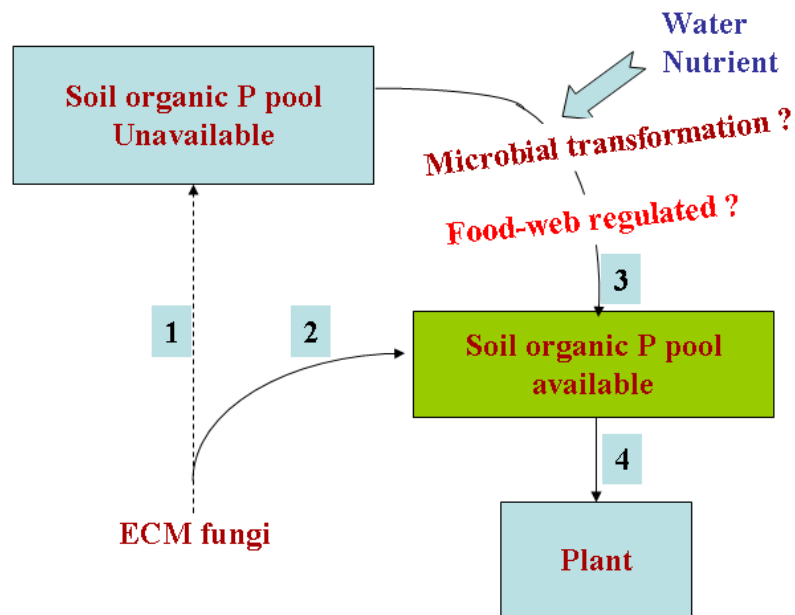 Water
Nutrient
Soil organic P pool
Unavailable
Microbial transformation ?
Food-web regulated ?
3
1
2
Soil organic P pool
available
4
ECM fungi
Plant